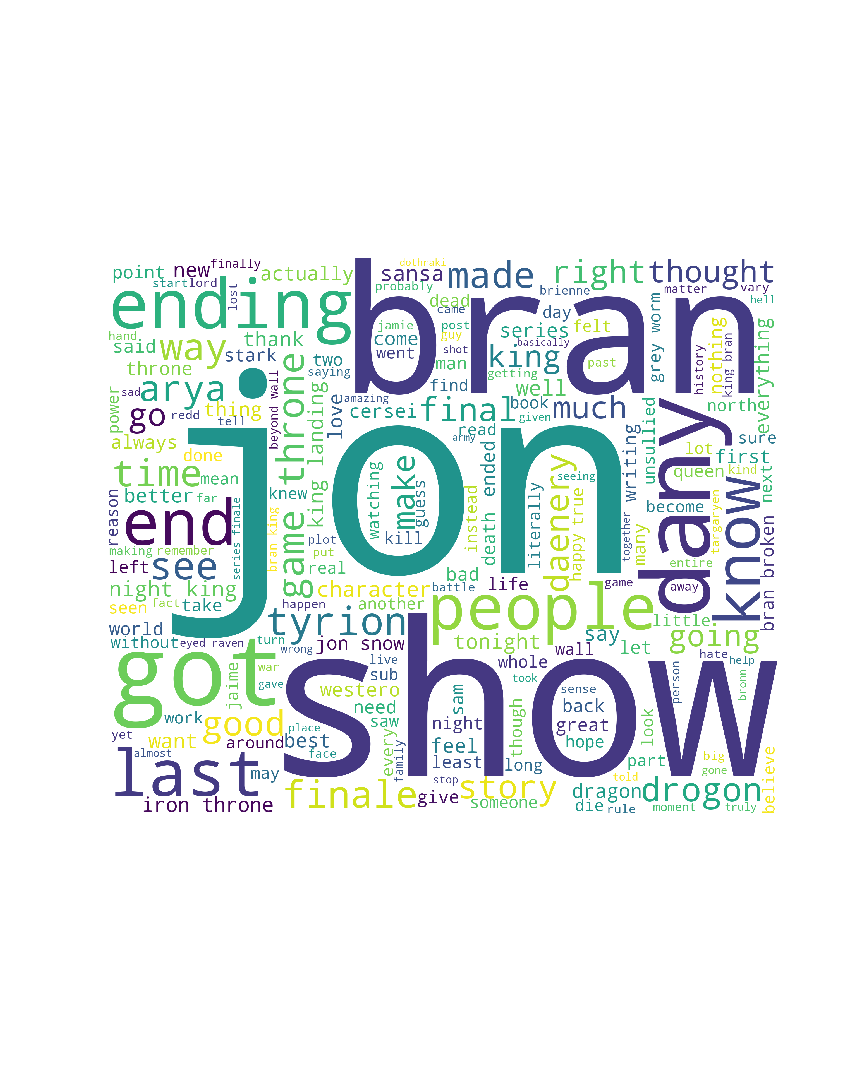 dothraki
finally
point
new
actually
sansa
made
right
thought
start
lord
lost
probably
brienne
matter
vary
hell
bran
ending
dead
came
series
day
felt
hand
said
way
thank
jamie
post
guy
come
king
grey worm
history
king bran
nothing
everything
throne
stark
two
went
shot
basically
man
past
saying
getting
find
well
power
sad
arya
thing
love
amazing
cersei
final
given
book
much
north
go
redd
tell
beyond wall
game throne
king landing
read
writing
unsullied
dany
always
done
jon
army
lot
sure
first
time
mean
watching
make
guess
death
ended
literally
daenery
happy
true
seeing
queen
kind
next
better
far
knew
instead
many
become
know
reason
end
series finale
bran king
plot
kill
together
targaryen
making
remember
put
entire
left
see
real
bad
night king
character
life
game
away
bran broken
seen
fact
take
happen
another
battle
people
little
world
tyrion
say
going
without
eyed raven
turn
wrong
jon snow
tonight
let
got
war
live
whole
wall
hate
help
jaime
gave
sub
show
took
sense
person
bronn
westero
sam
work
need
back
look
yet
want
good
place
saw
night
great
though
almost
around
best
face
every
family
feel
hope
part
big
last
may
least
long
told
gone
believe
stop
iron throne
finale
give
story
someone
dragon
drogon
die
rule
moment
truly